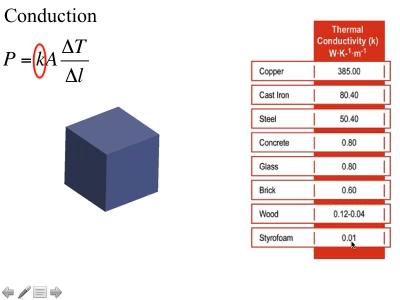 Conduction
P = kA ΔT/Δl
Thermal
Conductivity (k)
W·K-¹·m-¹
Copper 385.00
Cast Iron 80.40
Steel 50.40
Concrete 0.80
Glass 0.80
Brick 0.60
Wood 0.12-0.04
Styrofoam 0.01